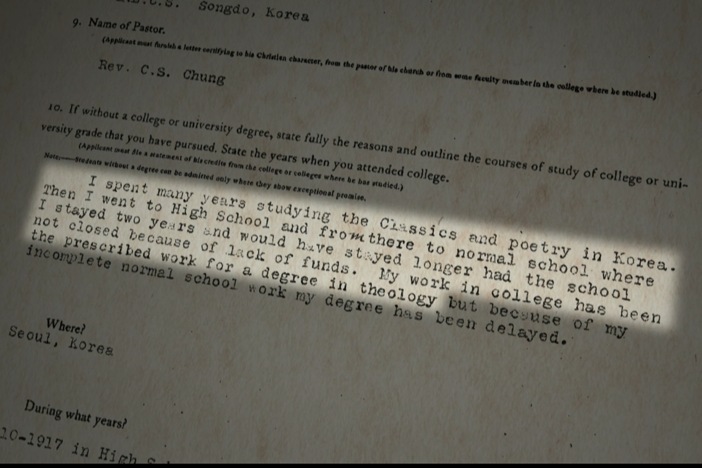 Songdo, Korea
9. Name of Pastor.
(Applicant must furnish a letter certifying to his Christian character, from the pastor of his church or from some faculty member in the college where he studied.)
Rev. C.S. Chung
10. If without a college or university degree, state fully the reasons and outline the courses of study of college or uni-
versity grade that you have pursued. State the years when you attended college.
(Applicant must file a statement of his credits from the college or colleges where he has studied.)
Note:—Students without a degree can be admitted only where they show exceptional promise.
I spent many years studying the Classics and poetry in Korea.
Then I went to High School and from there to normal school where
I stayed two years and would have stayed longer had the school
not closed because of lack of funds. My work in college has been
the prescribed work for a degree in theology but because of my
incomplete normal school work my degree has been delayed.
Where?
Seoul, Korea
During what years?
10-1917 in High